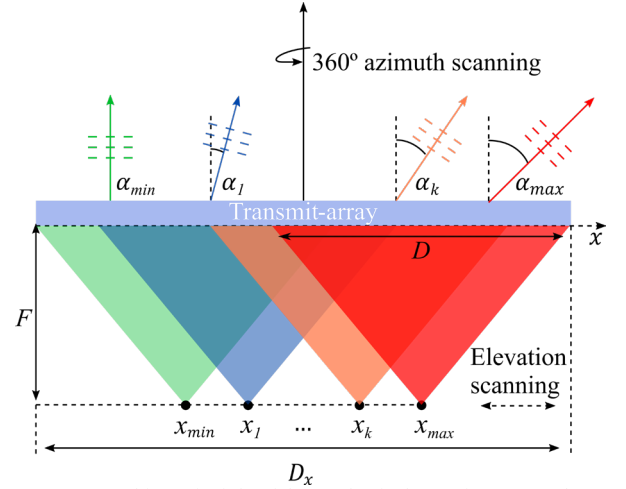 360º azimuth scanning
α_min α_1 α_k α_max
Transmit-array
x
D
F
Elevation
scanning
x_min x_1 ... x_k x_max
D_x